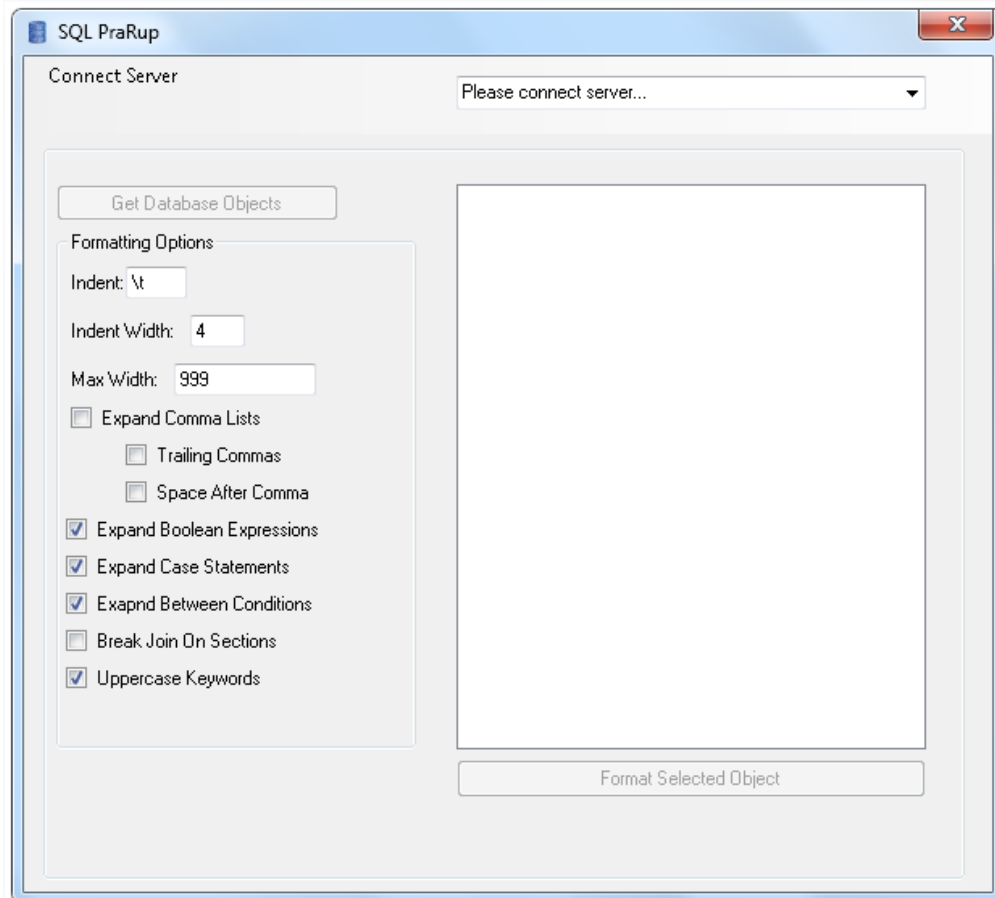 SQL PraRup
Connect Server
Please connect server...
Get Database Objects
Formatting Options
Indent: \t
Indent Width: 4
Max Width: 999
Expand Comma Lists
Trailing Commas
Space After Comma
Expand Boolean Expressions
Expand Case Statements
Exapnd Between Conditions
Break Join On Sections
Uppercase Keywords
Format Selected Object